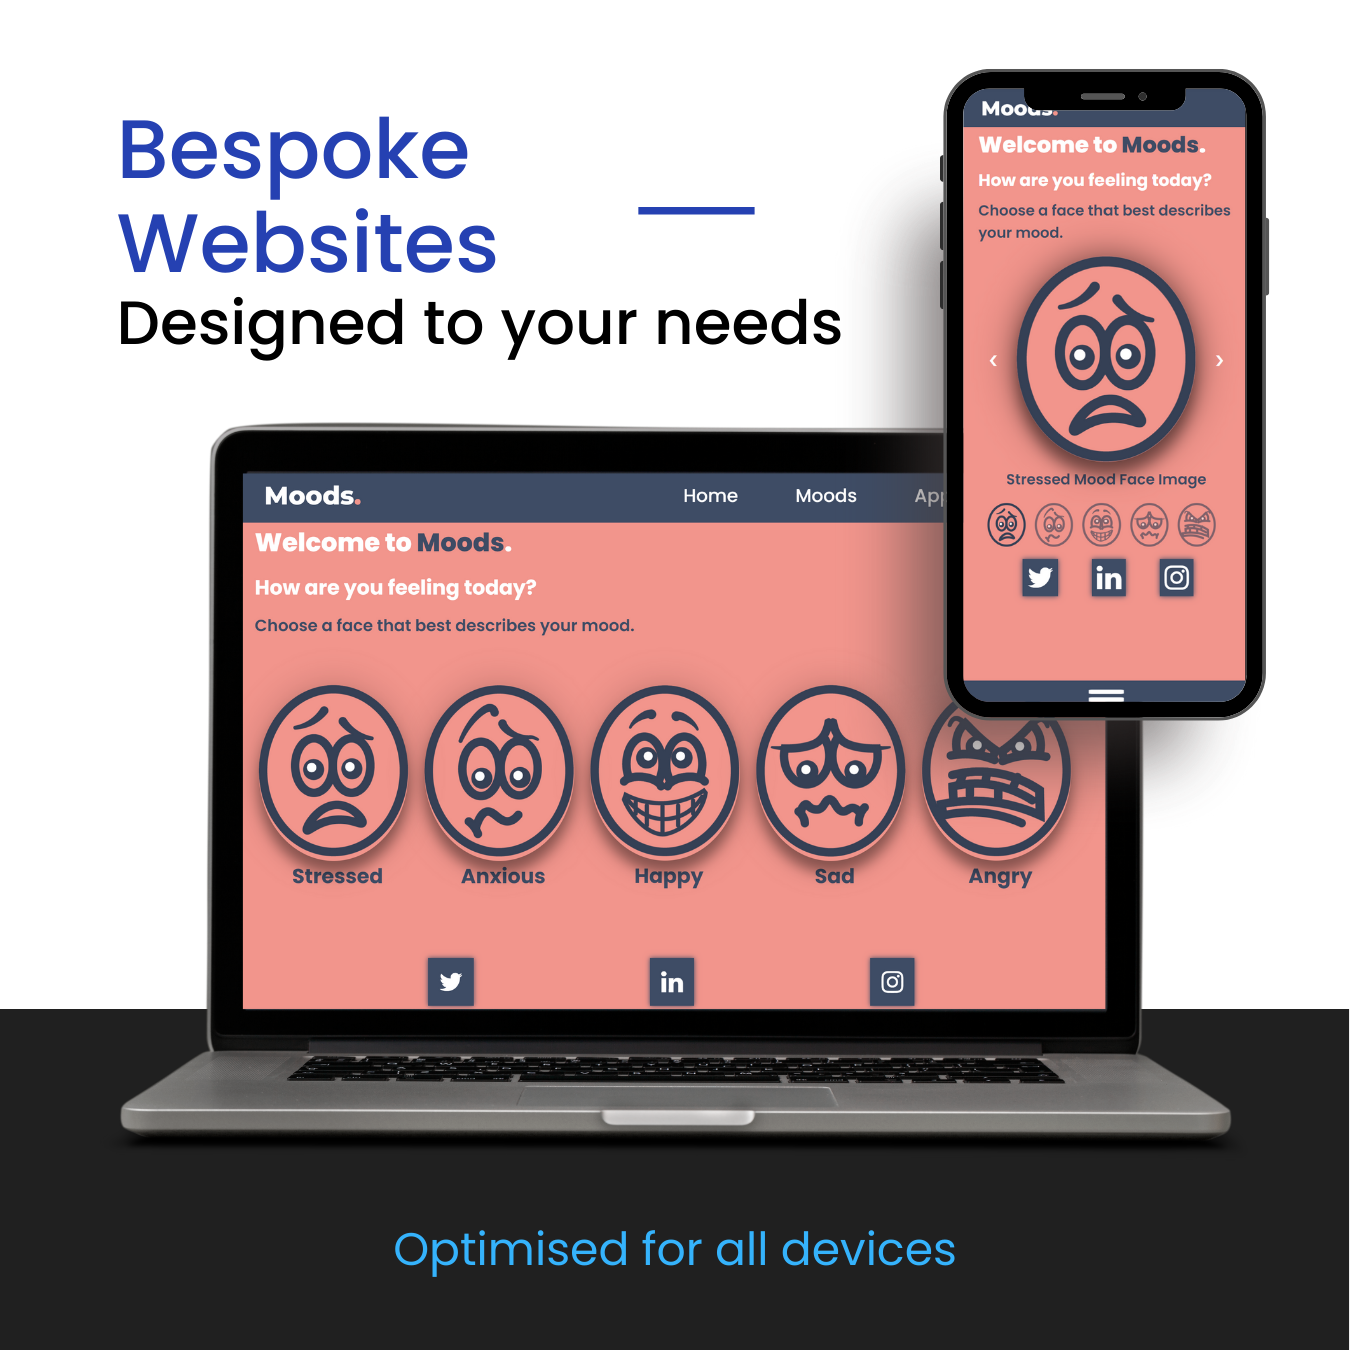 Bespoke
Websites
Designed to your needs
Moods.
Welcome to Moods.
How are you feeling today?
Choose a face that best describes
your mood.
Stressed Mood Face Image
in
Moods.
Home Moods
Welcome to Moods.
How are you feeling today?
Choose a face that best describes your mood.
Stressed Anxious Happy Sad Angry
in
Optimised for all devices